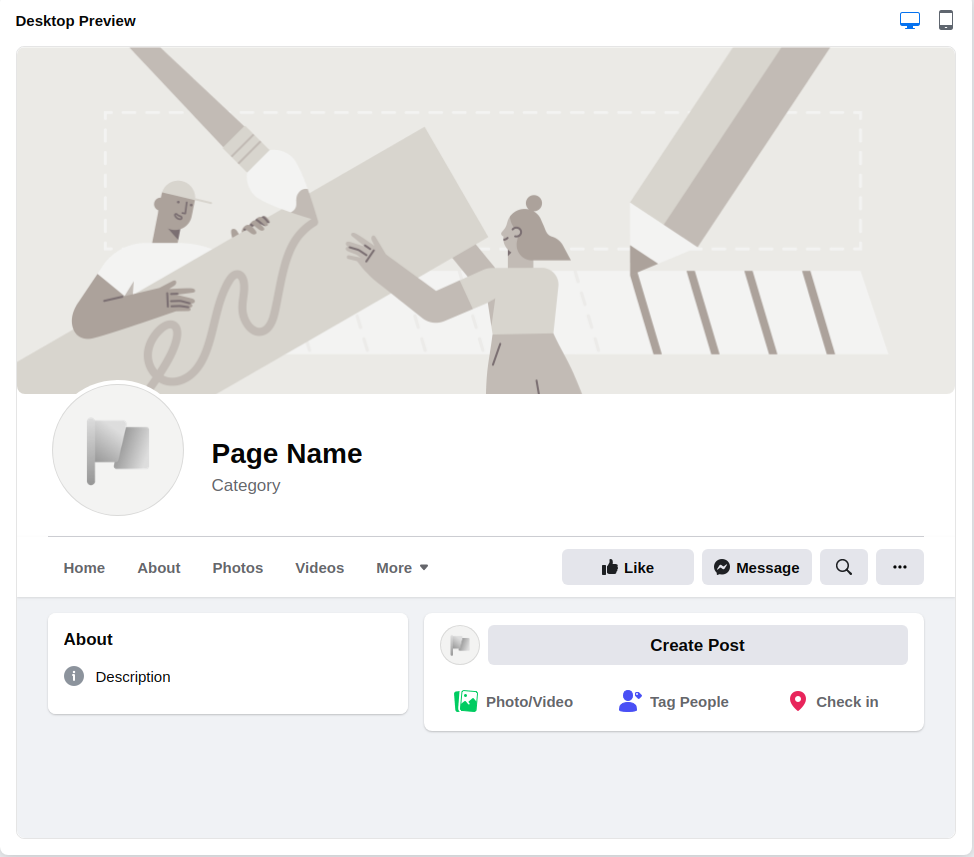 Desktop Preview
Page Name
Category
Home About Photos Videos More Like Message
About
Description
Create Post
Photo/Video Tag People Check in